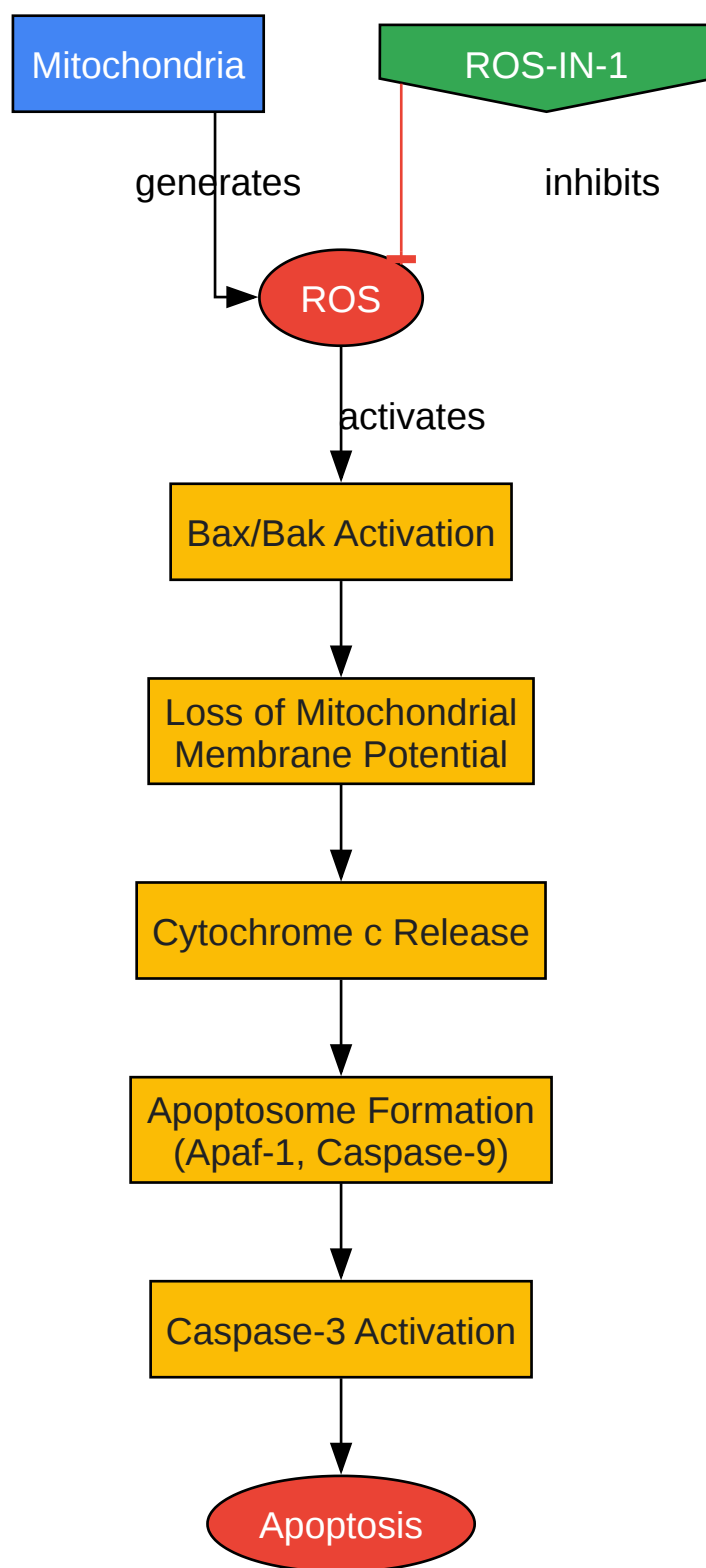 Mitochondria
ROS-IN-1
generates
inhibits
ROS
activates
Bax/Bak Activation
Loss of Mitochondrial
Membrane Potential
Cytochrome c Release
Apoptosome Formation
(Apaf-1, Caspase-9)
Caspase-3 Activation
Apoptosis